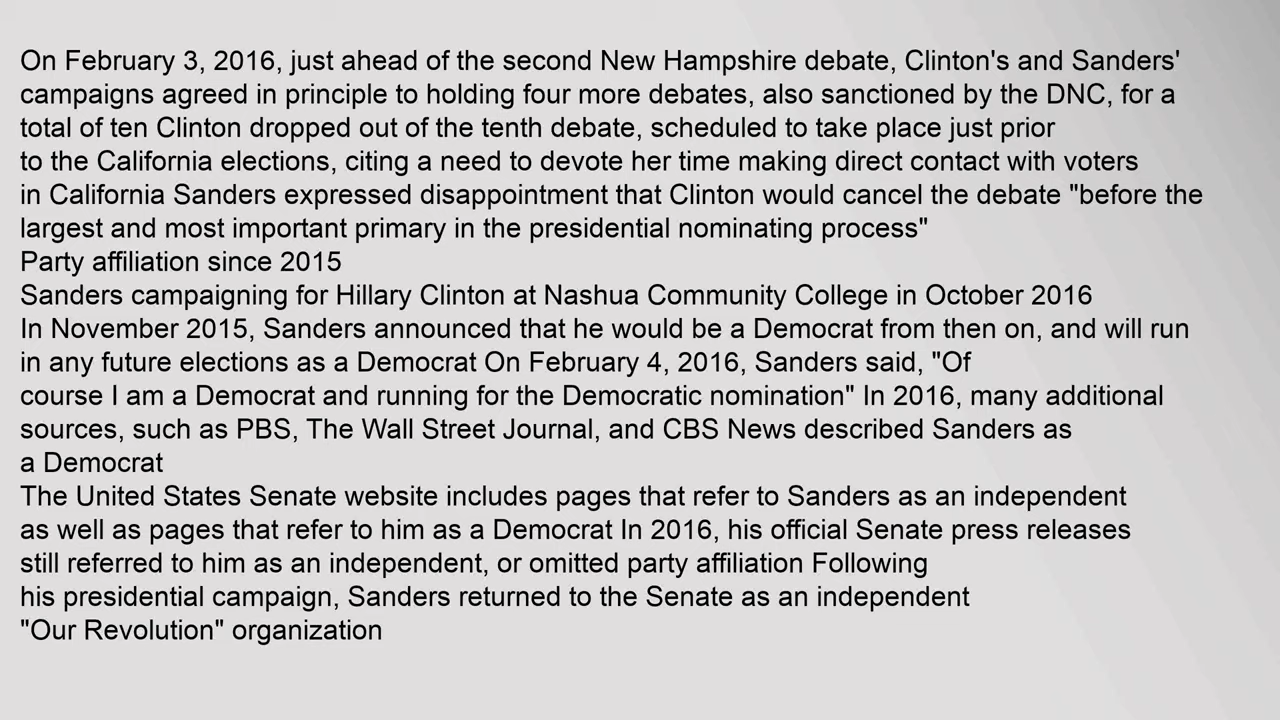 On February 3, 2016, just ahead of the second New Hampshire debate, Clinton's and Sanders'
campaigns agreed in principle to holding four more debates, also sanctioned by the DNC, for a
total of ten Clinton dropped out of the tenth debate, scheduled to take place just prior
to the California elections, citing a need to devote her time making direct contact with voters
in California Sanders expressed disappointment that Clinton would cancel the debate "before the
largest and most important primary in the presidential nominating process"
Party affiliation since 2015
Sanders campaigning for Hillary Clinton at Nashua Community College in October 2016
In November 2015, Sanders announced that he would be a Democrat from then on, and will run
in any future elections as a Democrat On February 4, 2016, Sanders said, "Of
course I am a Democrat and running for the Democratic nomination" In 2016, many additional
sources, such as PBS, The Wall Street Journal, and CBS News described Sanders as
a Democrat
The United States Senate website includes pages that refer to Sanders as an independent
as well as pages that refer to him as a Democrat In 2016, his official Senate press releases
still referred to him as an independent, or omitted party affiliation Following
his presidential campaign, Sanders returned to the Senate as an independent
"Our Revolution" organization